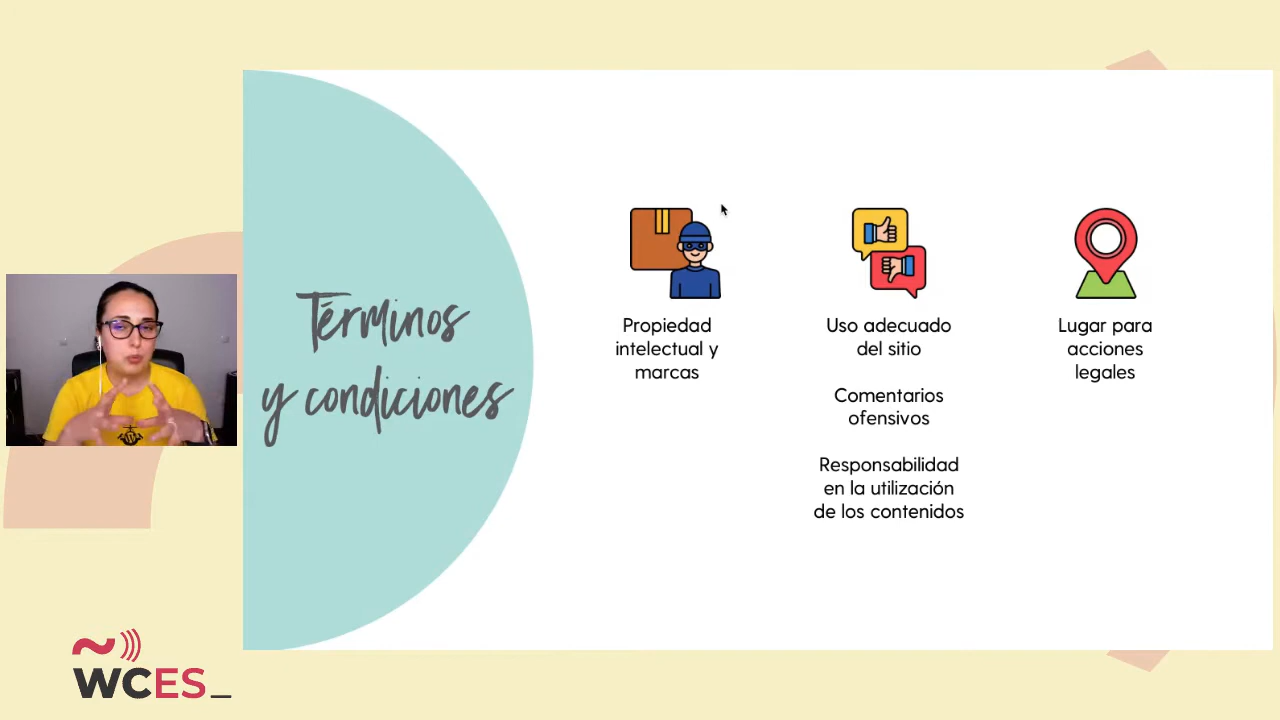 Términos
y condiciones
Propiedad
intelectual y
marcas
Uso adecuado
del sitio
Comentarios
ofensivos
Responsabilidad
en la utilización
de los contenidos
Lugar para
acciones
legales
WCES_